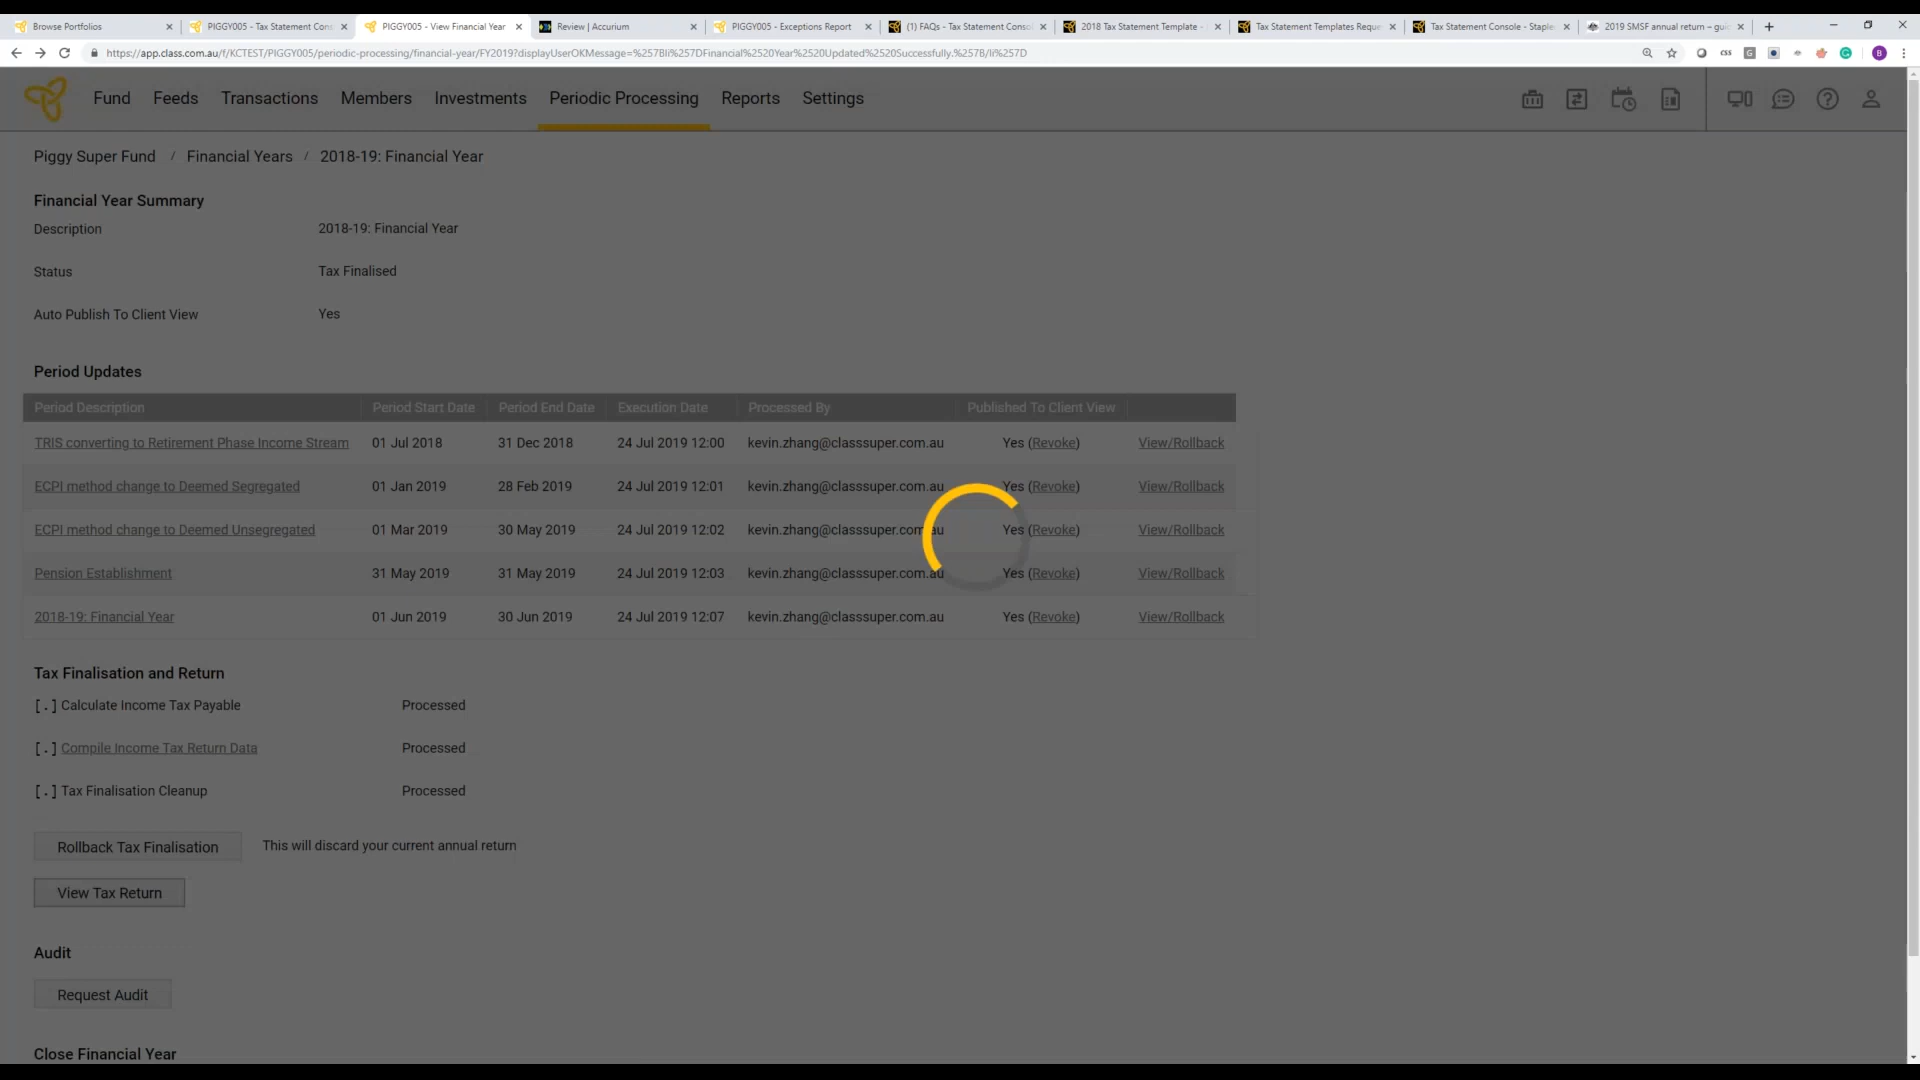 Browse Portfolios
PIGGY005 - Tax Statement Con
PIGGY005 - View Financial Year
Review | Accurium
PIGGY005 - Exceptions Report
(1) FAQs - Tax Statement Consol
2018 Tax Statement Template -
Tax Statement Templates Reque
Tax Statement Console - Staple
2019 SMSF annual return – guid
https://app.class.com.au/f/KCTEST/PIGGY005/periodic-processing/financial-year/FY2019?displayUserOKMessage=%257Bli%257DFinancial%2520Year%2520Updated%2520Successfully.%257B/li%257D
CSS
G
B
Fund Feeds Transactions Members Investments Periodic Processing Reports Settings
Piggy Super Fund / Financial Years / 2018-19: Financial Year
Financial Year Summary
Description 2018-19: Financial Year
Status Tax Finalised
Auto Publish To Client View Yes
Period Updates
Period Description Period Start Date Period End Date Execution Date Processed By Published To Client View
TRIS converting to Retirement Phase Income Stream 01 Jul 2018 31 Dec 2018 24 Jul 2019 12:00 kevin.zhang@classsuper.com.au Yes (Revoke) View/Rollback
ECPI method change to Deemed Segregated 01 Jan 2019 28 Feb 2019 24 Jul 2019 12:01 kevin.zhang@classsuper.com.au Yes (Revoke) View/Rollback
ECPI method change to Deemed Unsegregated 01 Mar 2019 30 May 2019 24 Jul 2019 12:02 kevin.zhang@classsuper.com.au Yes (Revoke) View/Rollback
Pension Establishment 31 May 2019 31 May 2019 24 Jul 2019 12:03 kevin.zhang@classsuper.com.au Yes (Revoke) View/Rollback
2018-19: Financial Year 01 Jun 2019 30 Jun 2019 24 Jul 2019 12:07 kevin.zhang@classsuper.com.au Yes (Revoke) View/Rollback
Tax Finalisation and Return
[.] Calculate Income Tax Payable Processed
[.] Compile Income Tax Return Data Processed
[.] Tax Finalisation Cleanup Processed
Rollback Tax Finalisation This will discard your current annual return
View Tax Return
Audit
Request Audit
Close Financial Year